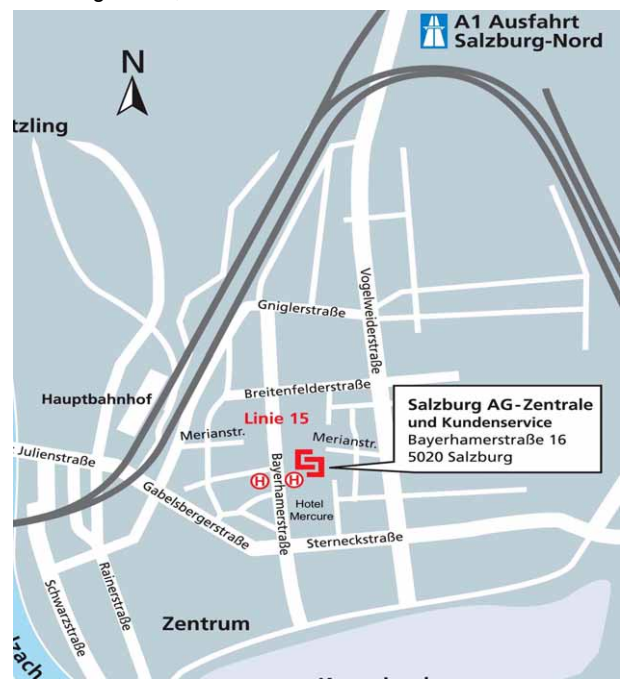 A1 Ausfahrt
Salzburg-Nord
N
tzling
Vogelweiderstraße
Gniglerstraße
Hauptbahnhof
Breitenfelderstraße
Linie 15
Merianstr.
Merianstr.
Salzburg AG-Zentrale
und Kundenservice
Bayerhamerstraße 16
5020 Salzburg
Julienstraße
Bayerhamerstraße
H
H
Gabelsbergerstraße
Hotel
Mercure
Sterneckstraße
Rainerstraße
Schwarzstraße
Zentrum
lzach